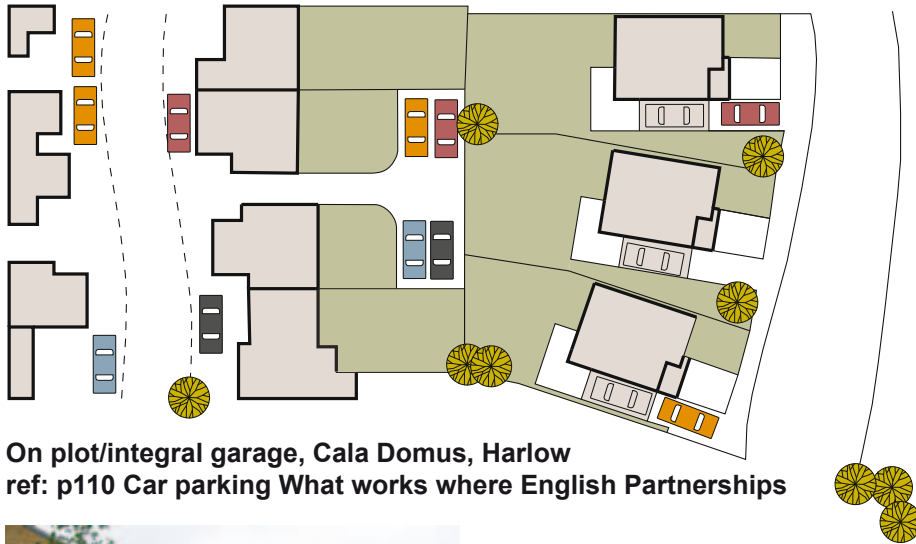 On plot/integral garage, Cala Domus, Harlow
ref: p110 Car parking What works where English Partnerships